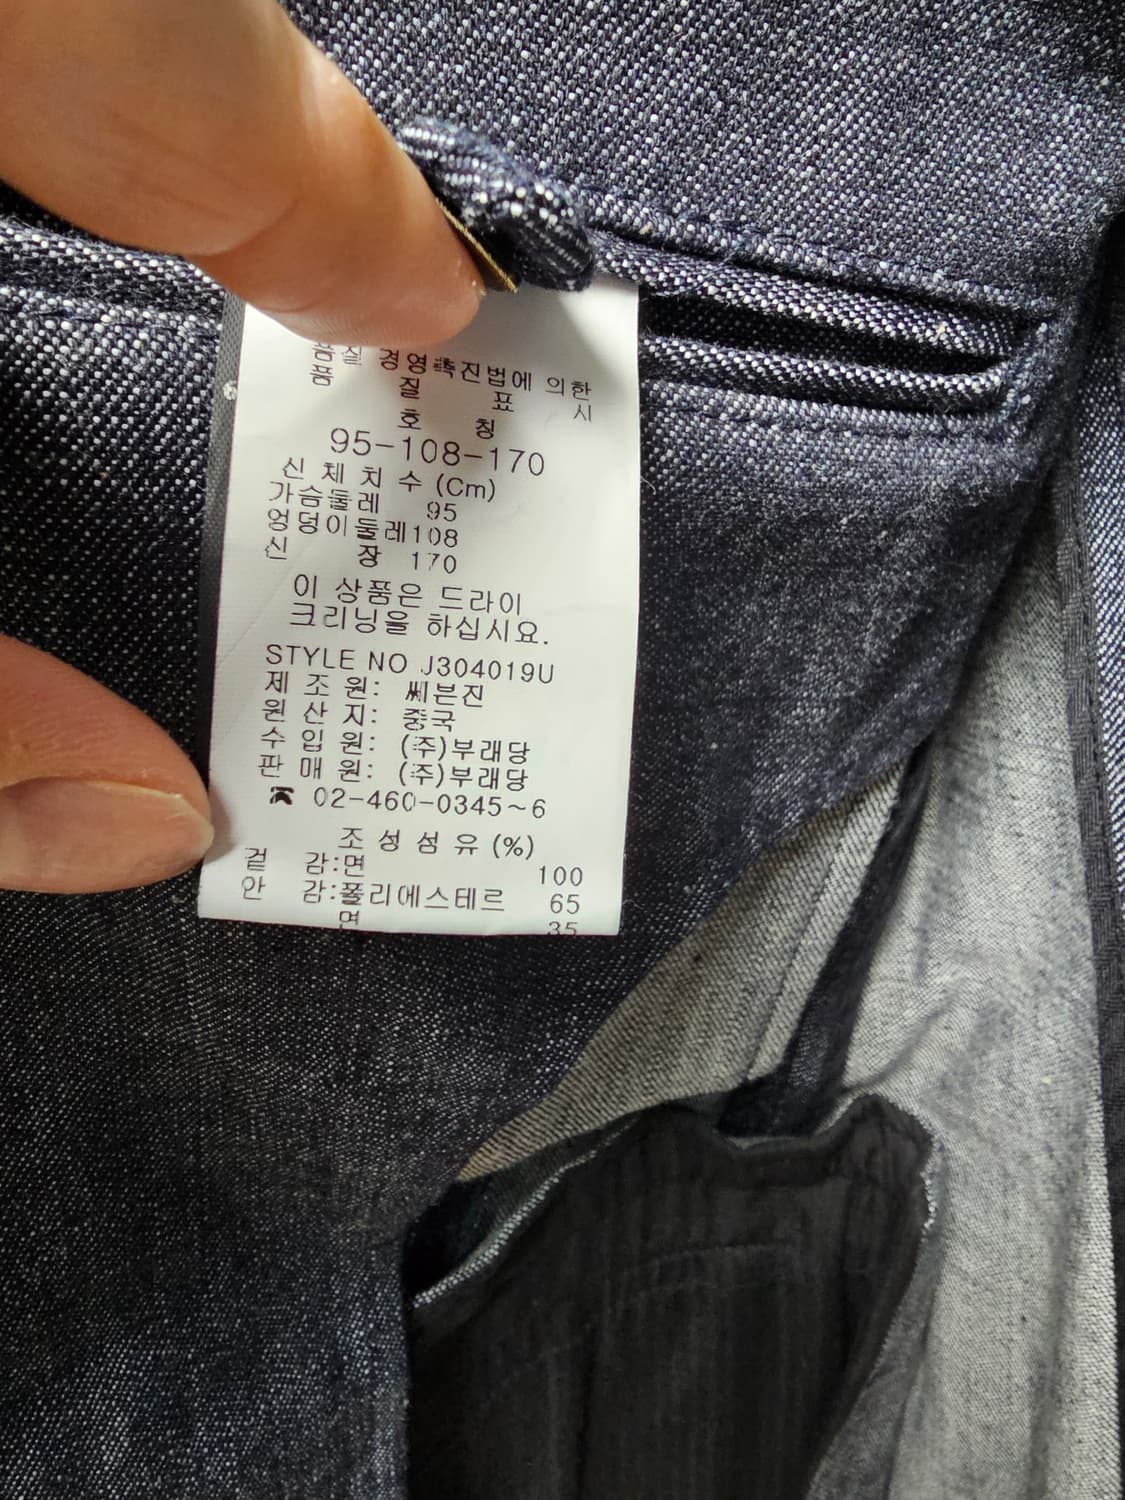 품질 경영촉진법에 의한
품 질 표 시
호 칭
95-108-170
신 체 치 수 (Cm)
가슴둘레 95
엉덩이둘레108
신 장 170
이 상품은 드라이
크리닝을 하십시요.
STYLE NO J304019U
제 조 원: 쎄븐진
원 산 지: 중국
수 입 원: (주)부래당
판 매 원: (주)부래당
☎ 02-460-0345~6
조 성 섬 유 (%)
겉 감:면 100
안 감:폴리에스테르 65
면 35